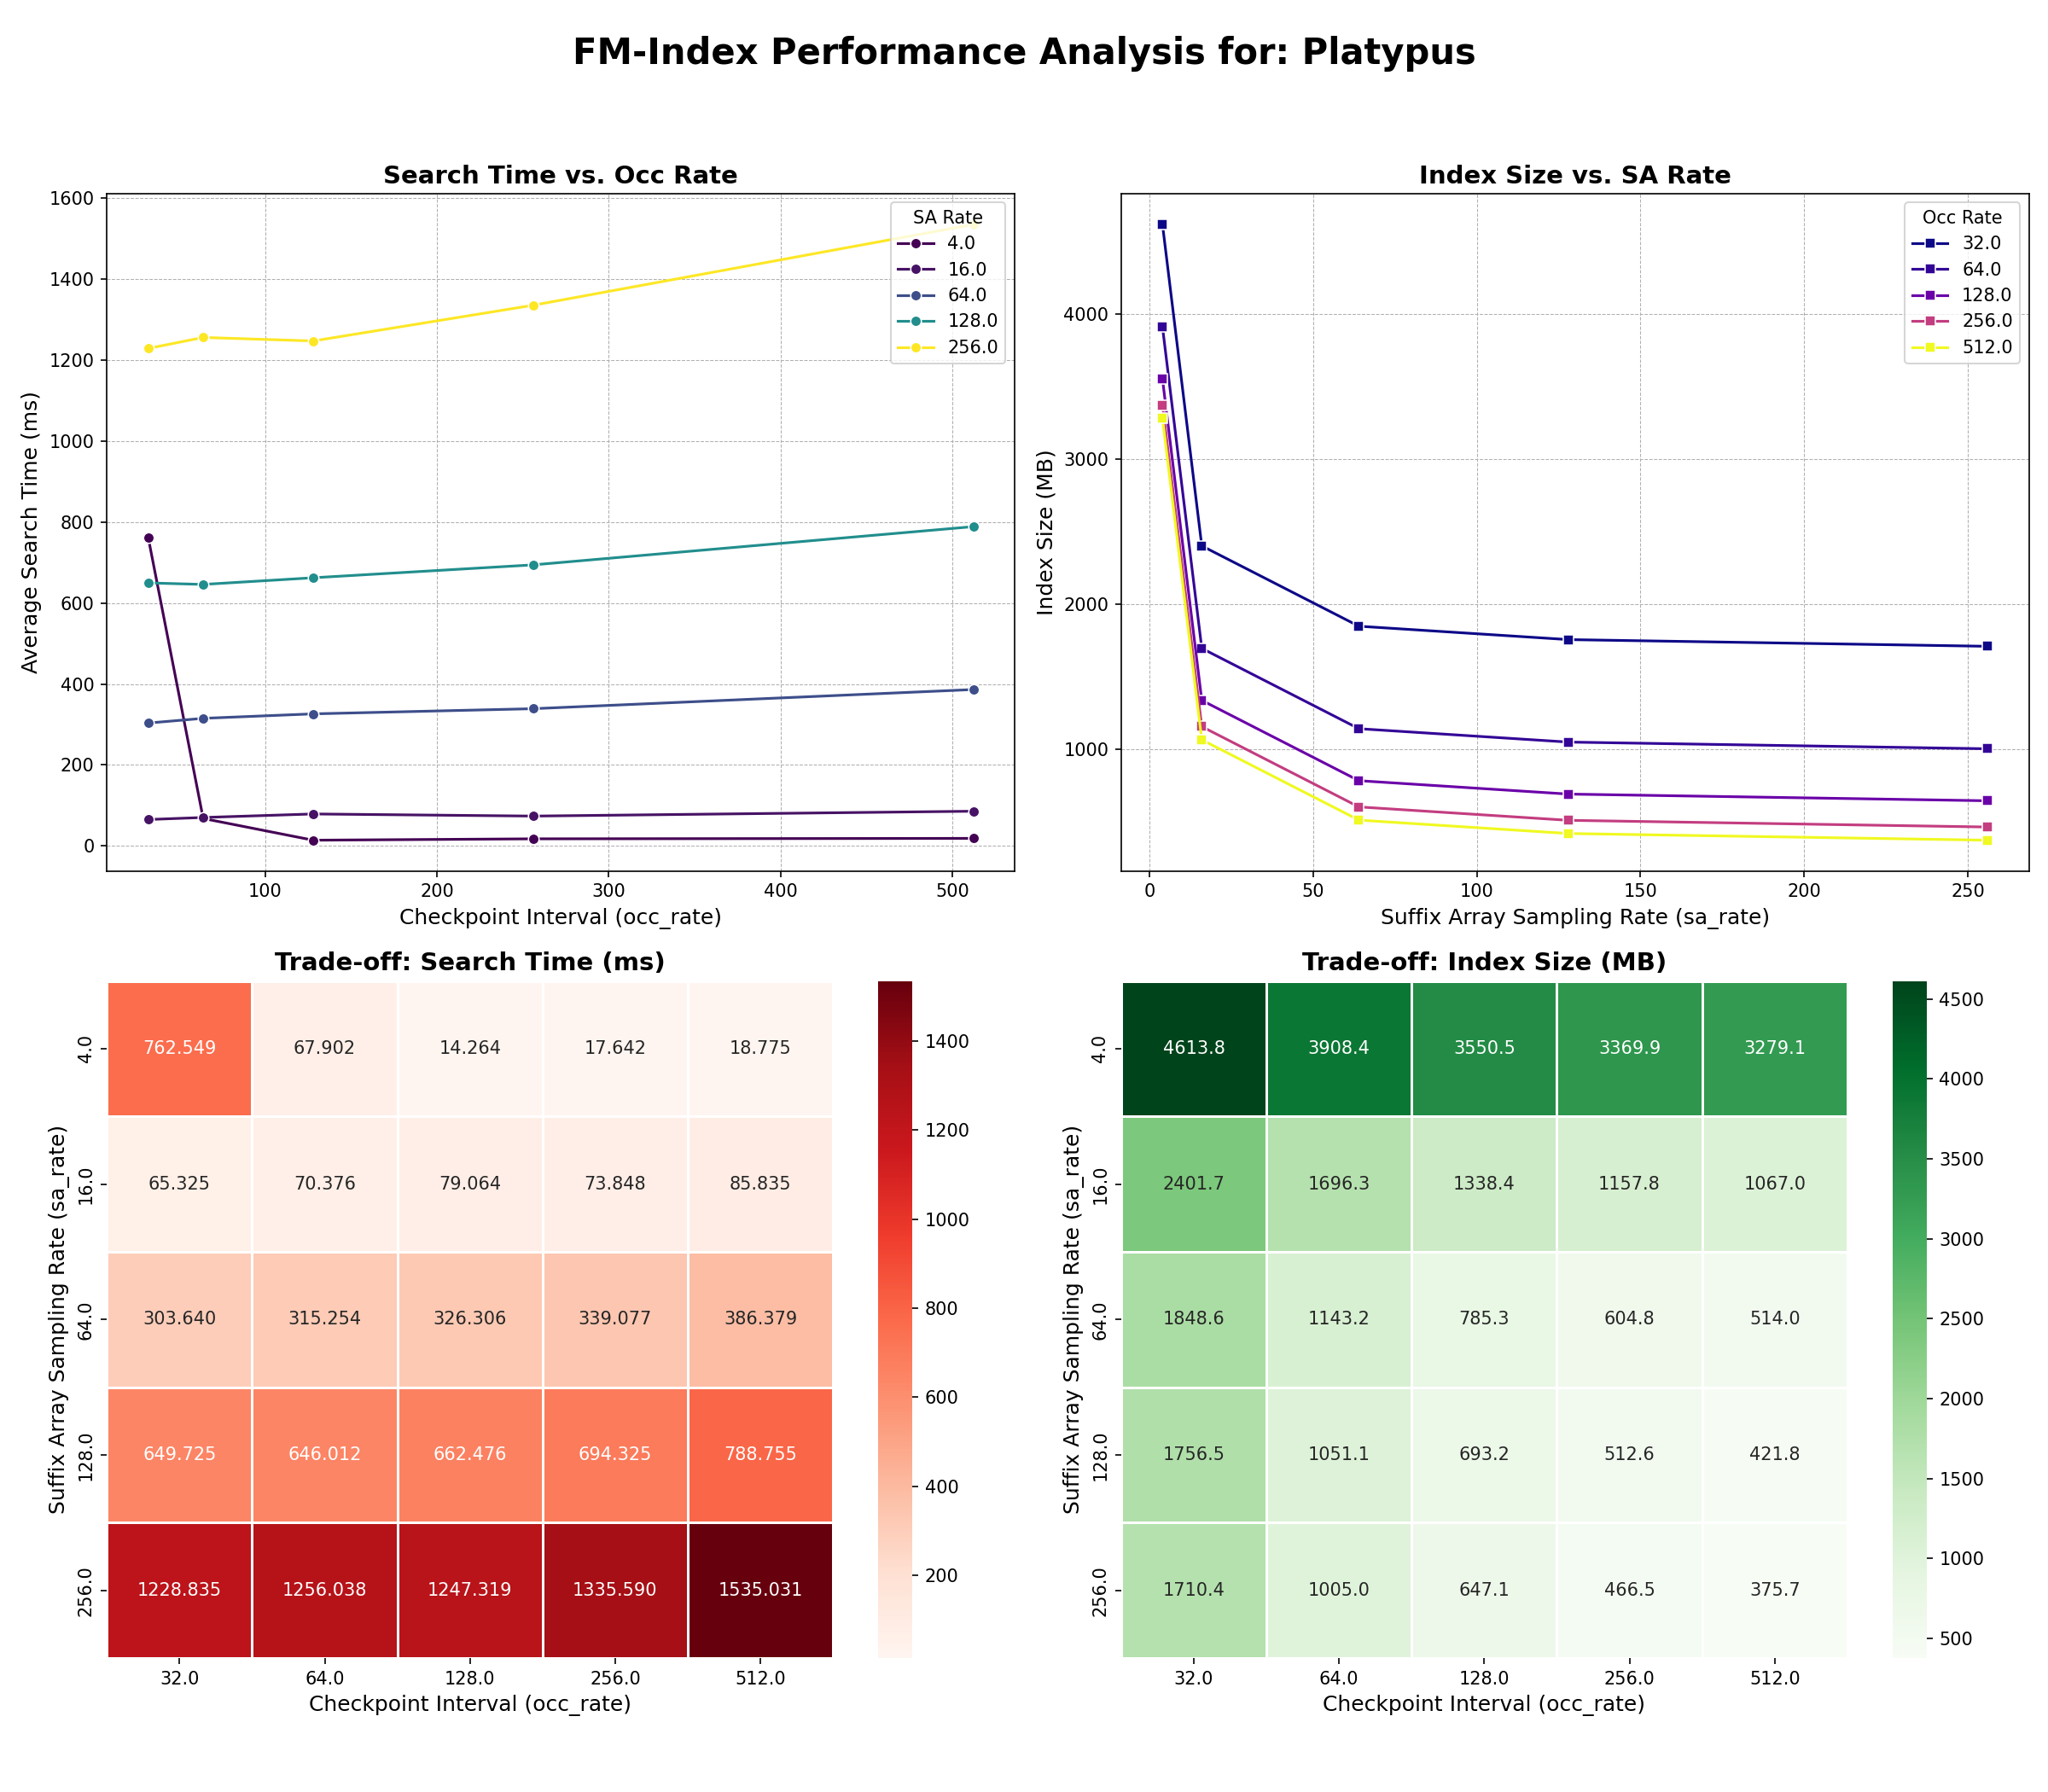 FM-Index Performance Analysis for: Platypus
Search Time vs. Occ Rate
Average Search Time (ms)
1600
1400
1200
1000
800
600
400
200
0
SA Rate
4.0
16.0
64.0
128.0
256.0
100
200
300
400
500
Checkpoint Interval (occ_rate)
Index Size vs. SA Rate
Index Size (MB)
4000
3000
2000
1000
Occ Rate
32.0
64.0
128.0
256.0
512.0
0
50
100
150
200
250
Suffix Array Sampling Rate (sa_rate)
Trade-off: Search Time (ms)
Suffix Array Sampling Rate (sa_rate)
4.0 762.549 67.902 14.264 17.642 18.775
16.0 65.325 70.376 79.064 73.848 85.835
64.0 303.640 315.254 326.306 339.077 386.379
128.0 649.725 646.012 662.476 694.325 788.755
256.0 1228.835 1256.038 1247.319 1335.590 1535.031
32.0 64.0 128.0 256.0 512.0
Checkpoint Interval (occ_rate)
1400
1200
1000
800
600
400
200
Trade-off: Index Size (MB)
Suffix Array Sampling Rate (sa_rate)
4.0 4613.8 3908.4 3550.5 3369.9 3279.1
16.0 2401.7 1696.3 1338.4 1157.8 1067.0
64.0 1848.6 1143.2 785.3 604.8 514.0
128.0 1756.5 1051.1 693.2 512.6 421.8
256.0 1710.4 1005.0 647.1 466.5 375.7
32.0 64.0 128.0 256.0 512.0
Checkpoint Interval (occ_rate)
4500
4000
3500
3000
2500
2000
1500
1000
500